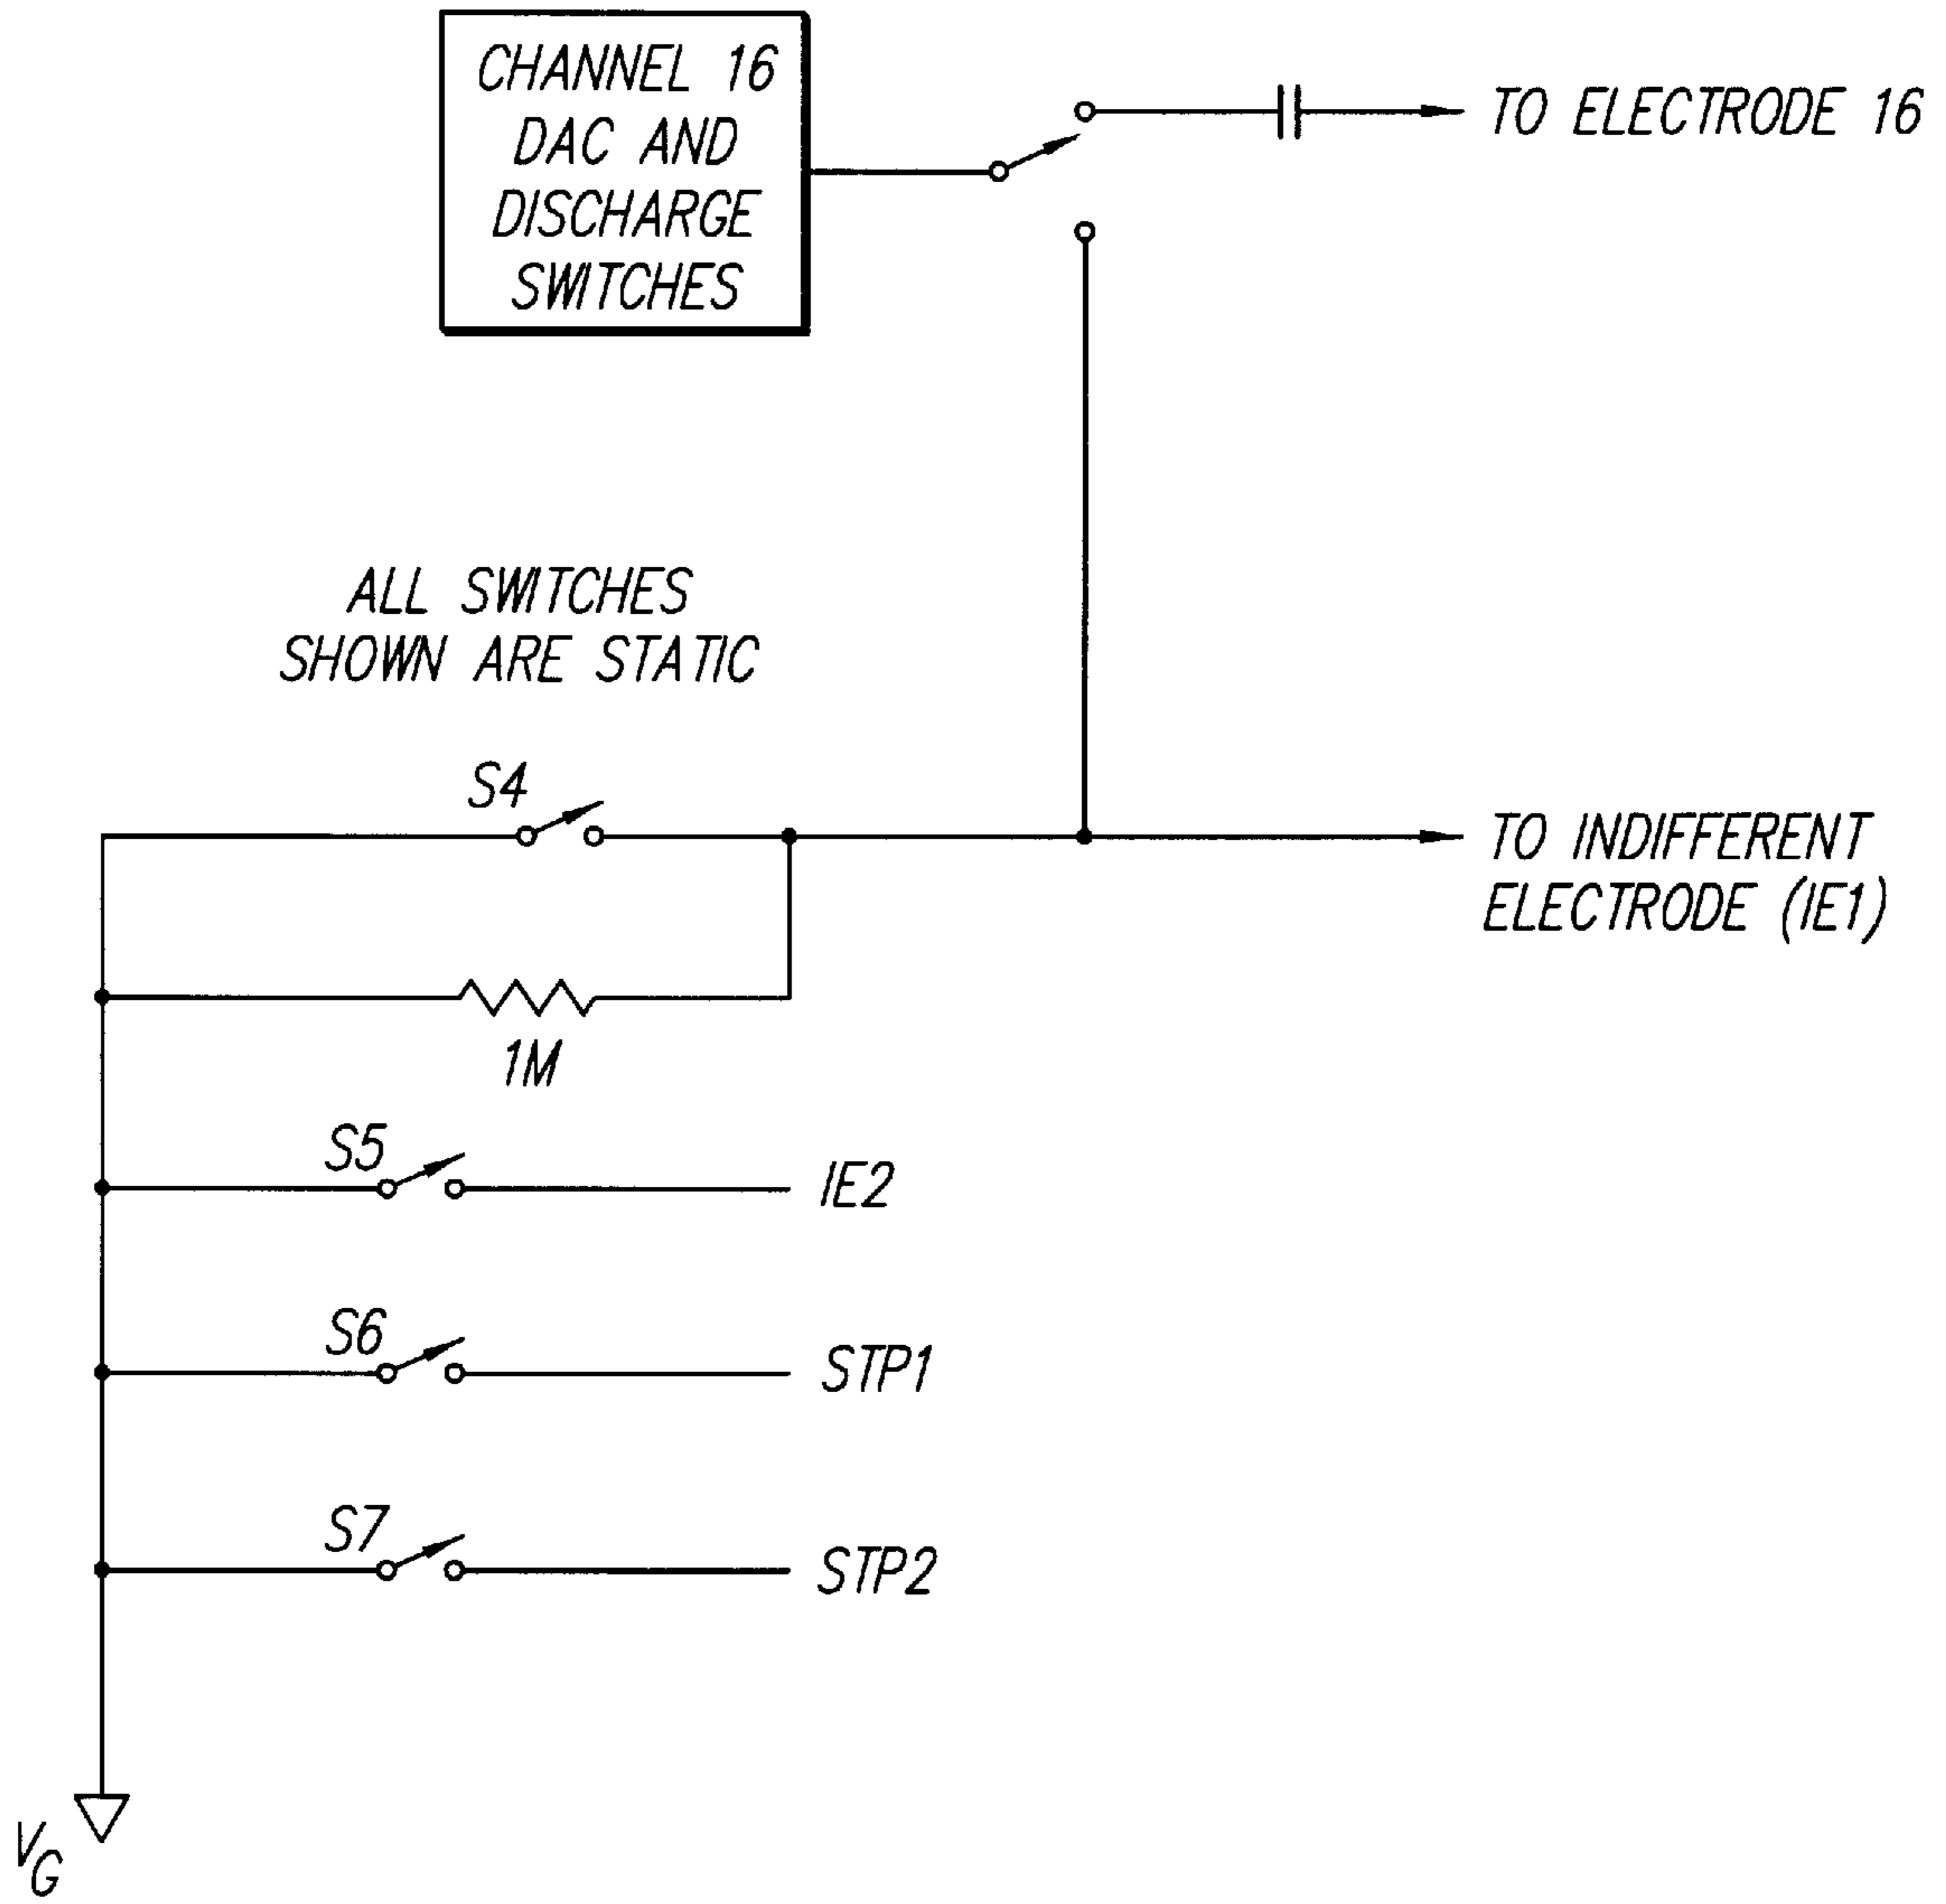 CHANNEL 16
DAC AND
DISCHARGE
SWITCHES
TO ELECTRODE 16
ALL SWITCHES
SHOWN ARE STATIC
S4
TO INDIFFERENT
ELECTRODE (IE1)
1M
S5
IE2
S6
STP1
S7
STP2
VG